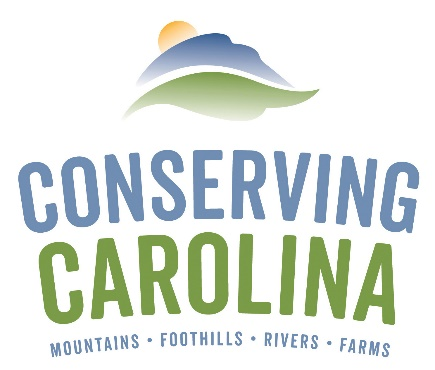 CONSERVING
CAROLINA
MOUNTAINS • FOOTHILLS • RIVERS • FARMS